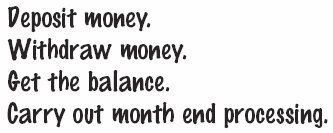 Deposit money.
Withdraw money.
Get the balance.
Carry out month end processing.